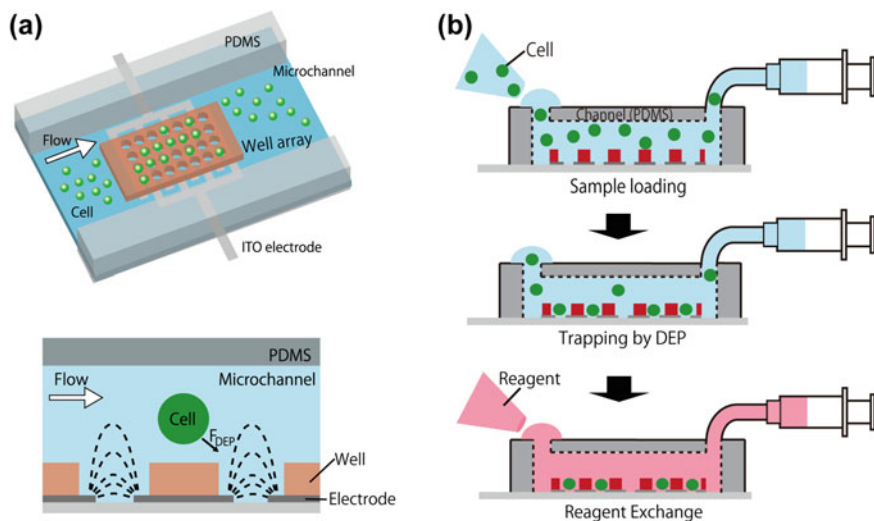 (a)
PDMS
Microchannel
Flow
Well array
Cell
ITO electrode
PDMS
Flow
Microchannel
Cell
FDEP
Well
Electrode
(b)
Cell
Channel (PDMS)
Sample loading
Trapping by DEP
Reagent
Reagent Exchange